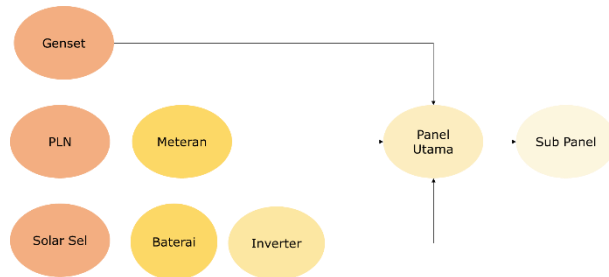 Genset
PLN
Meteran
Panel
Utama
Sub Panel
Solar Sel
Baterai
Inverter